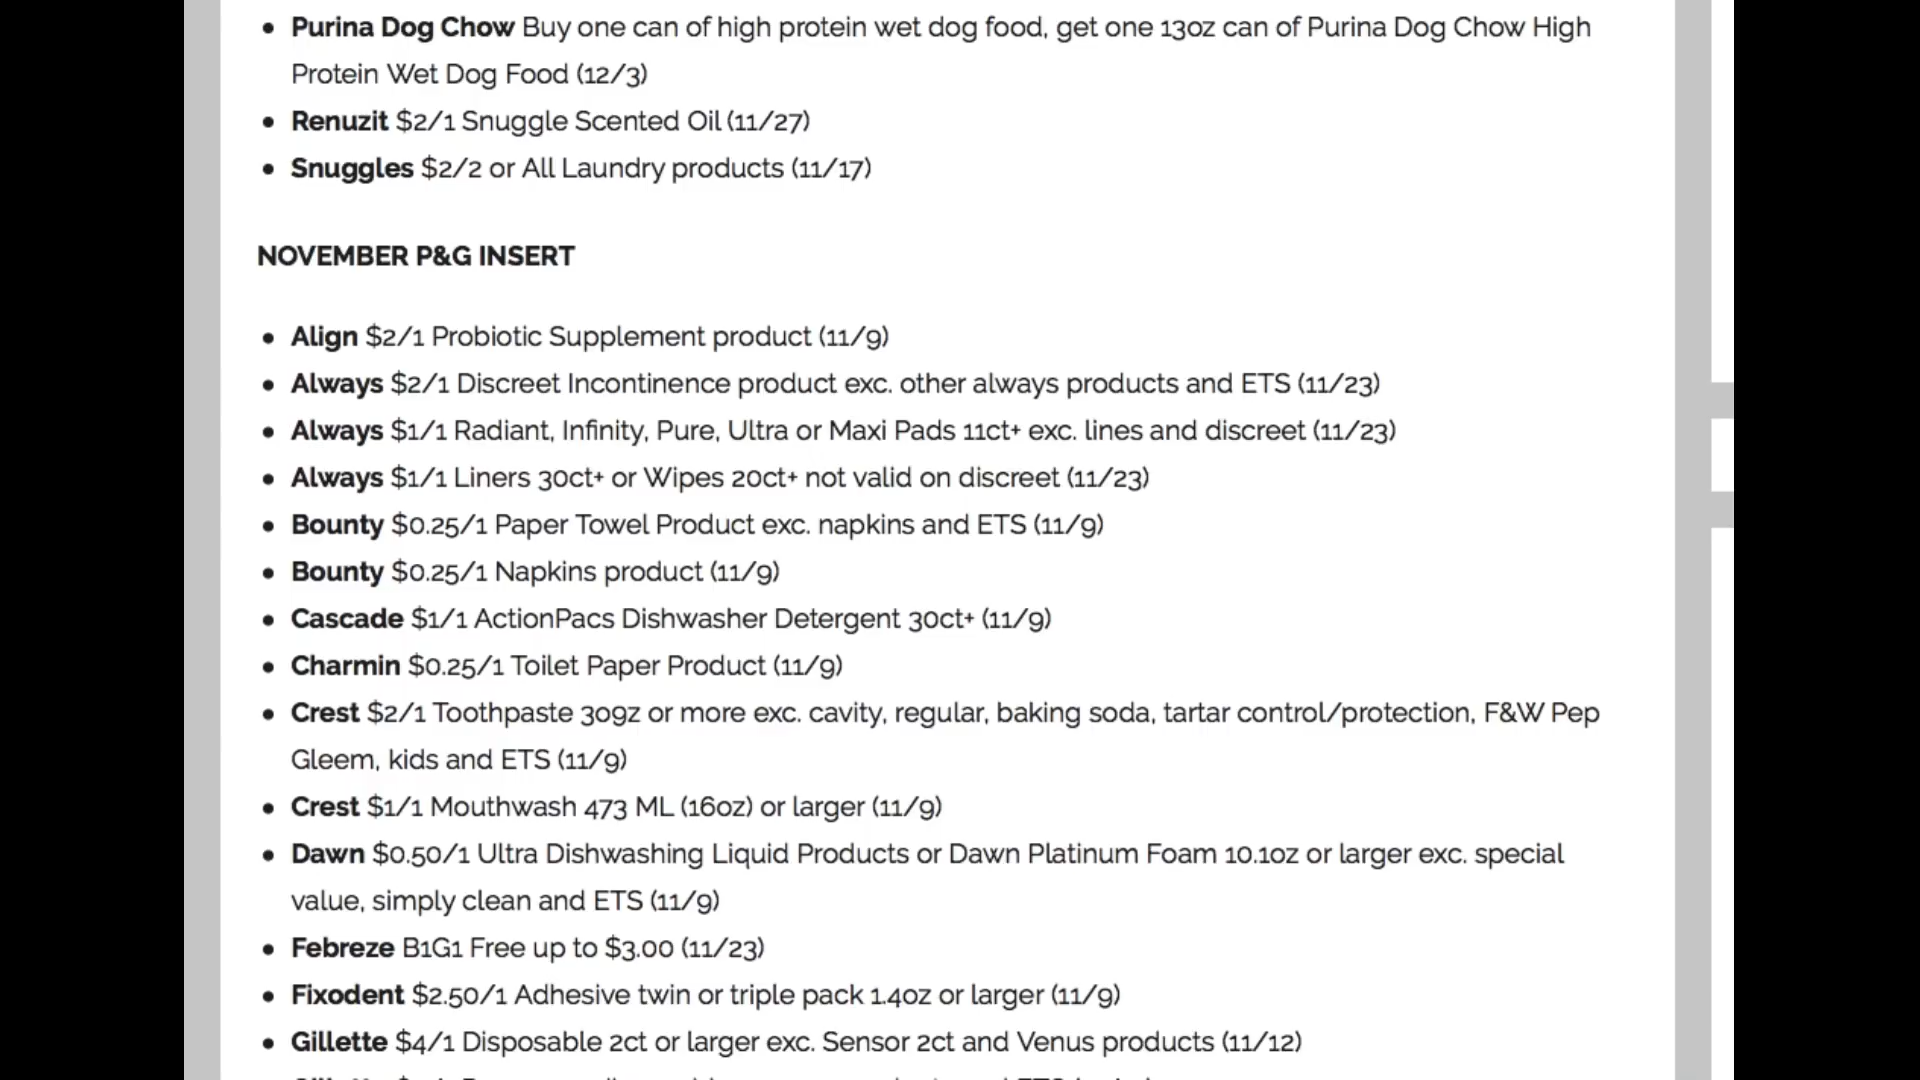 • Purina Dog Chow Buy one can of high protein wet dog food, get one 13oz can of Purina Dog Chow High
Protein Wet Dog Food (12/3)
• Renuzit $2/1 Snuggle Scented Oil (11/27)
• Snuggles $2/2 or All Laundry products (11/17)
NOVEMBER P&G INSERT
• Align $2/1 Probiotic Supplement product (11/9)
• Always $2/1 Discreet Incontinence product exc. other always products and ETS (11/23)
• Always $1/1 Radiant, Infinity, Pure, Ultra or Maxi Pads 11ct+ exc. lines and discreet (11/23)
• Always $1/1 Liners 30ct+ or Wipes 20ct+ not valid on discreet (11/23)
• Bounty $0.25/1 Paper Towel Product exc. napkins and ETS (11/9)
• Bounty $0.25/1 Napkins product (11/9)
• Cascade $1/1 ActionPacs Dishwasher Detergent 30ct+ (11/9)
• Charmin $0.25/1 Toilet Paper Product (11/9)
• Crest $2/1 Toothpaste 309z or more exc. cavity, regular, baking soda, tartar control/protection, F&W Pep
Gleem, kids and ETS (11/9)
• Crest $1/1 Mouthwash 473 ML (16oz) or larger (11/9)
• Dawn $0.50/1 Ultra Dishwashing Liquid Products or Dawn Platinum Foam 10.1oz or larger exc. special
value, simply clean and ETS (11/9)
• Febreze B1G1 Free up to $3.00 (11/23)
• Fixodent $2.50/1 Adhesive twin or triple pack 1.4oz or larger (11/9)
• Gillette $4/1 Disposable 2ct or larger exc. Sensor 2ct and Venus products (11/12)